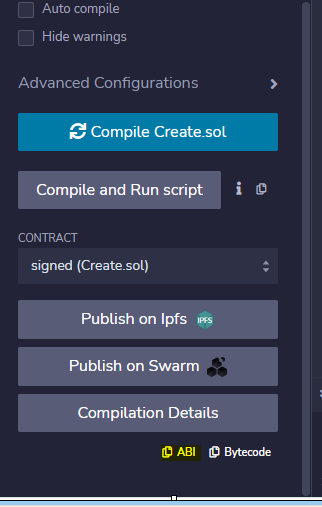 Auto compile
Hide warnings
Advanced Configurations
Compile Create.sol
Compile and Run script
CONTRACT
signed (Create.sol)
Publish on Ipfs IPFS
Publish on Swarm
Compilation Details
ABI Bytecode